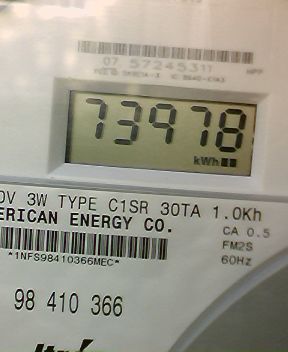 07 57245317
73978
kWh
0V 3W TYPE C1SR 30TA 1.0Kh
ERICAN ENERGY CO.
CA 0.5
FM2S
*1NFS98410366MEC*
60Hz
98 410 366